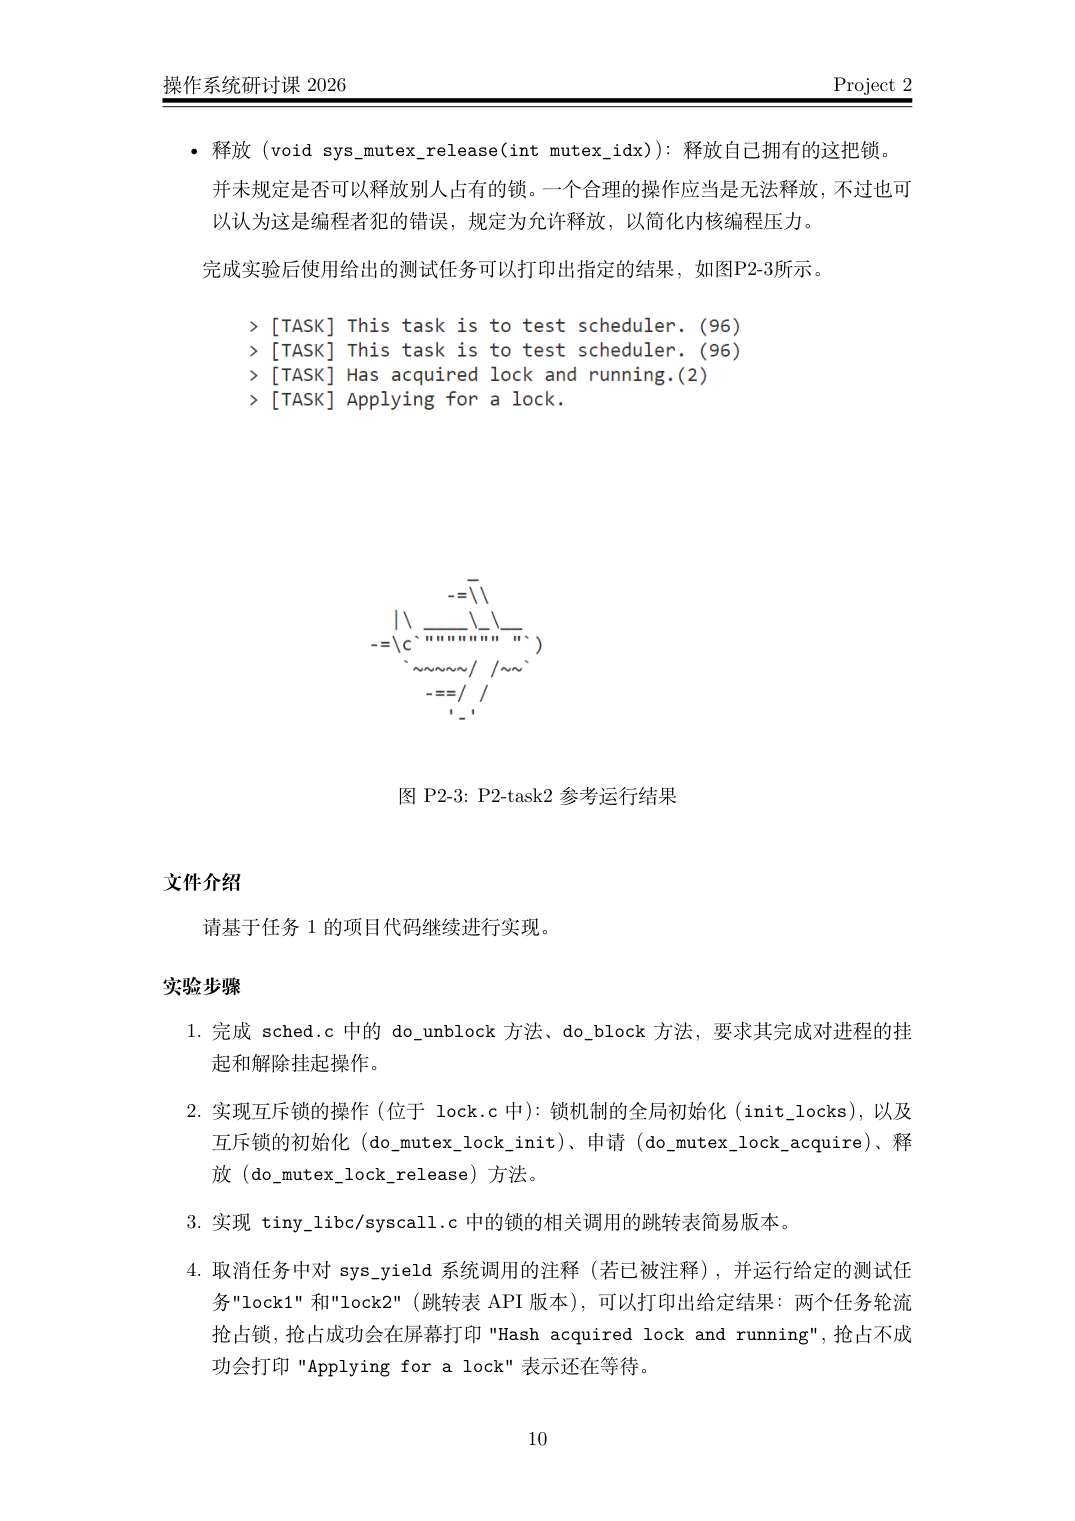 操作系统研讨课 2026 Project 2
• 释放（void sys_mutex_release(int mutex_idx)）：释放自己拥有的这把锁。
并未规定是否可以释放别人占有的锁。一个合理的操作应当是无法释放，不过也可
以认为这是编程者犯的错误，规定为允许释放，以简化内核编程压力。
完成实验后使用给出的测试任务可以打印出指定的结果，如图P2-3所示。
> [TASK] This task is to test scheduler. (96)
> [TASK] This task is to test scheduler. (96)
> [TASK] Has acquired lock and running.(2)
> [TASK] Applying for a lock.
_
-=\\
|\ ____\_\__
-=\c`""""""" "`)
`~~~~~/ /~~`
-==/ /
'-'
图 P2-3: P2-task2 参考运行结果
文件介绍
请基于任务 1 的项目代码继续进行实现。
实验步骤
1. 完成 sched.c 中的 do_unblock 方法、do_block 方法，要求其完成对进程的挂
起和解除挂起操作。
2. 实现互斥锁的操作（位于 lock.c 中）：锁机制的全局初始化（init_locks），以及
互斥锁的初始化（do_mutex_lock_init）、申请（do_mutex_lock_acquire）、释
放（do_mutex_lock_release）方法。
3. 实现 tiny_libc/syscall.c 中的锁的相关调用的跳转表简易版本。
4. 取消任务中对 sys_yield 系统调用的注释（若已被注释），并运行给定的测试任
务"lock1" 和"lock2"（跳转表 API 版本），可以打印出给定结果：两个任务轮流
抢占锁，抢占成功会在屏幕打印 "Hash acquired lock and running"，抢占不成
功会打印 "Applying for a lock" 表示还在等待。
10